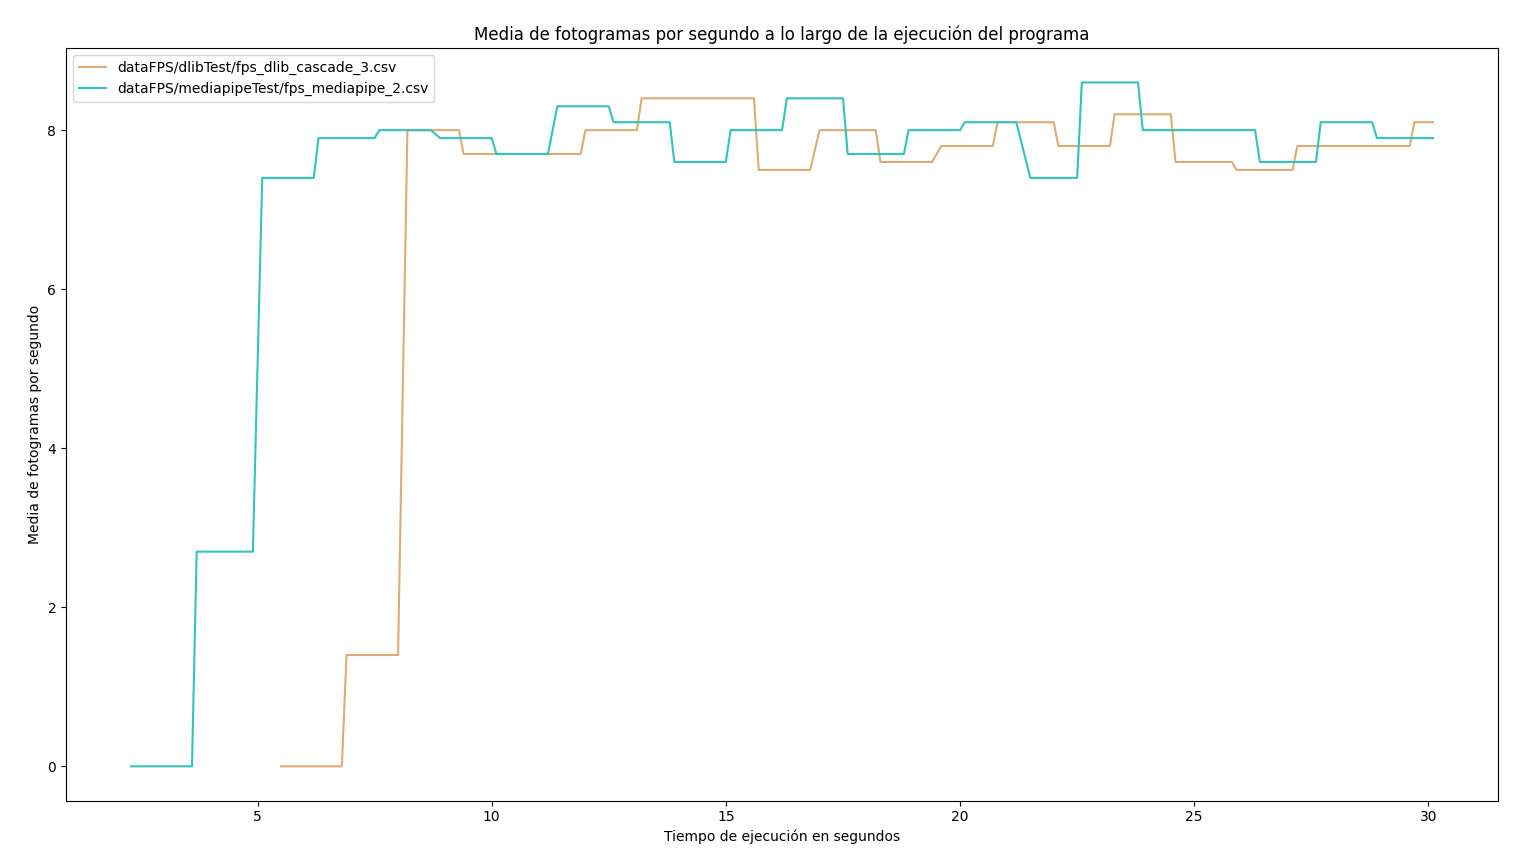 Media de fotogramas por segundo a lo largo de la ejecución del programa
dataFPS/dlibTest/fps_dlib_cascade_3.csv
dataFPS/mediapipeTest/fps_mediapipe_2.csv
Media de fotogramas por segundo
8
6
4
2
0
5 10 15 20 25 30
Tiempo de ejecución en segundos